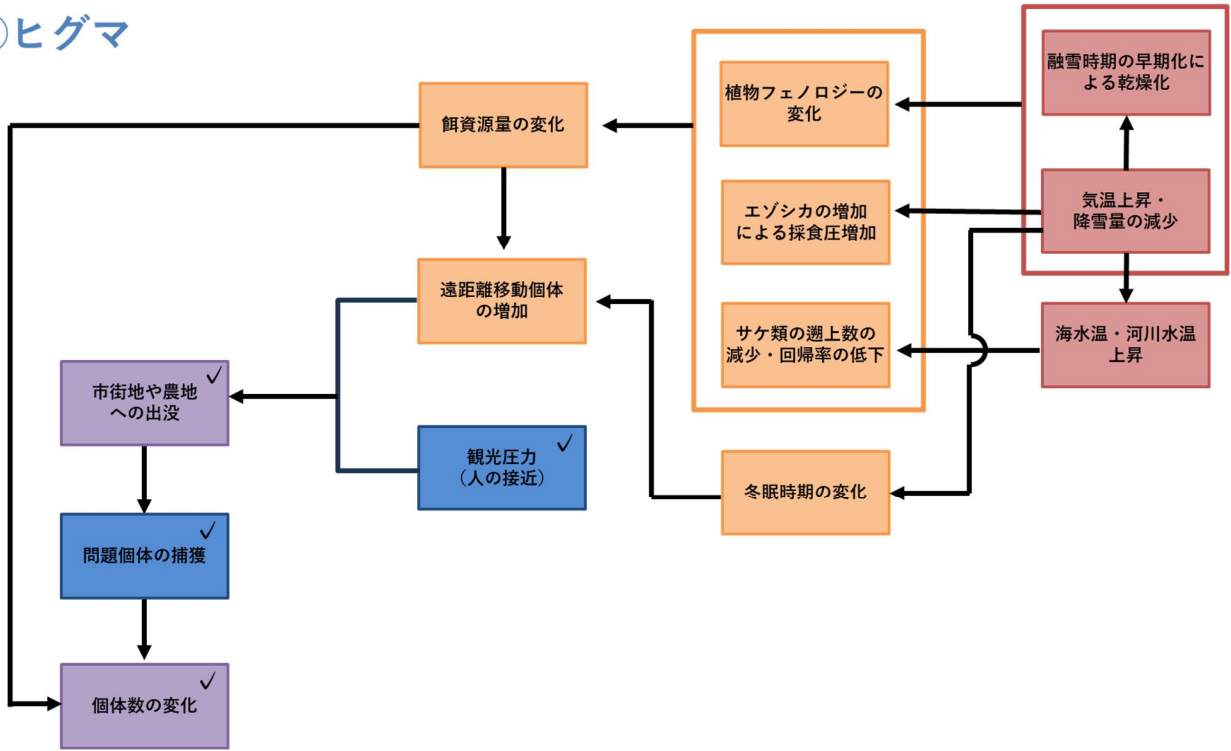 ヒグマ
融雪時期の早期化に
よる乾燥化
植物フェノロジーの
変化
餌資源量の変化
エゾシカの増加
による採食圧増加
気温上昇・
降雪量の減少
遠距離移動個体
の増加
サケ類の遡上数の
減少・回帰率の低下
海水温・河川水温
上昇
市街地や農地
への出没
✓
観光圧力
（人の接近）
✓
冬眠時期の変化
問題個体の捕獲
✓
個体数の変化
✓